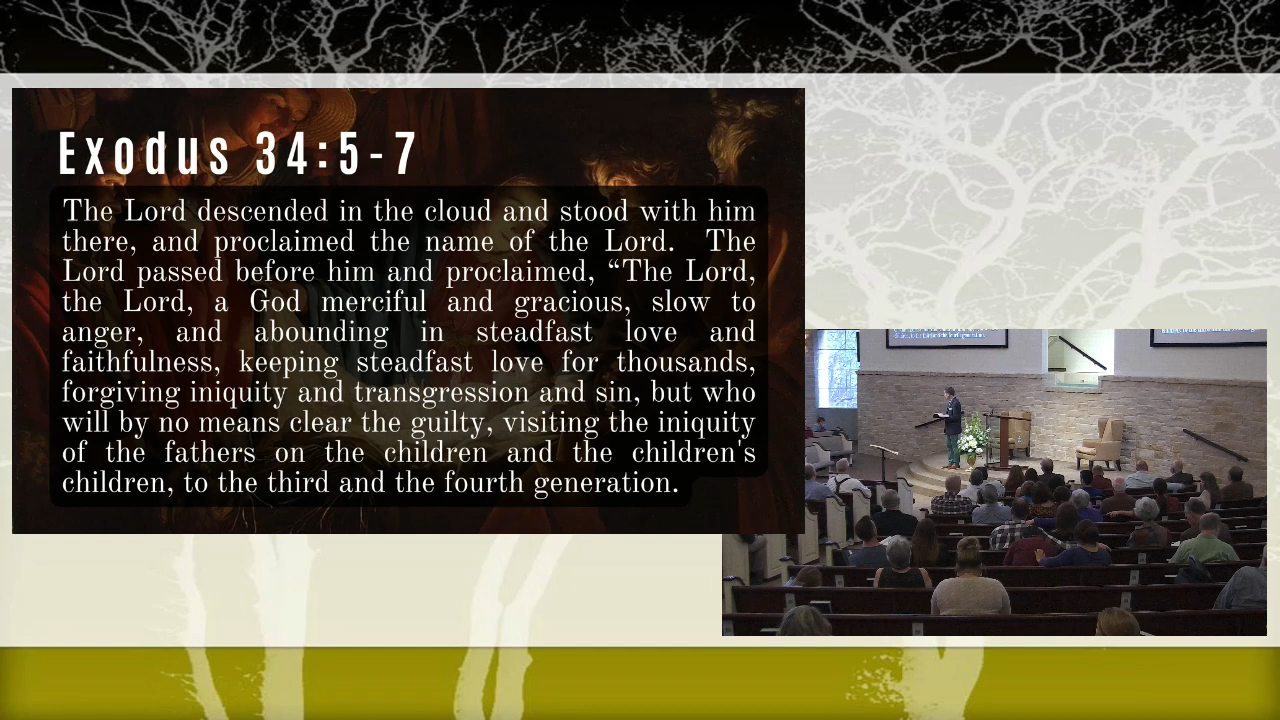 Exodus 34:5-7
The Lord descended in the cloud and stood with him
there, and proclaimed the name of the Lord. The
Lord passed before him and proclaimed, “The Lord,
the Lord, a God merciful and gracious, slow to
anger, and abounding in steadfast love and
faithfulness, keeping steadfast love for thousands,
forgiving iniquity and transgression and sin, but who
will by no means clear the guilty, visiting the iniquity
of the fathers on the children and the children's
children, to the third and the fourth generation.